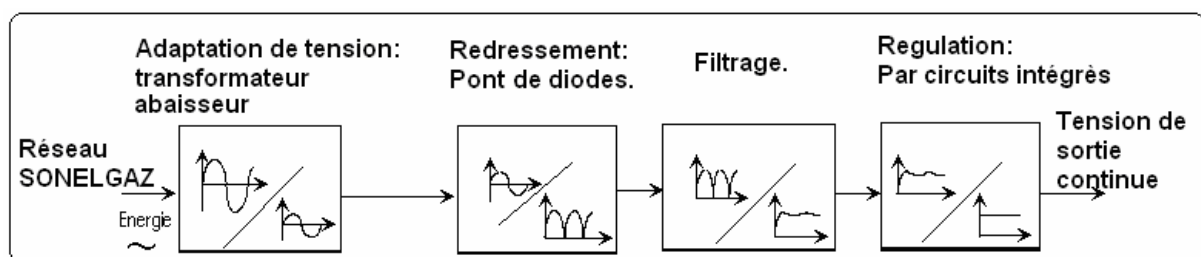 Adaptation de tension:
transformateur
abaisseur
Redressement:
Pont de diodes.
Filtrage.
Regulation:
Par circuits intégrès
Réseau
SONELGAZ
Energie
~
Tension de
sortie
continue